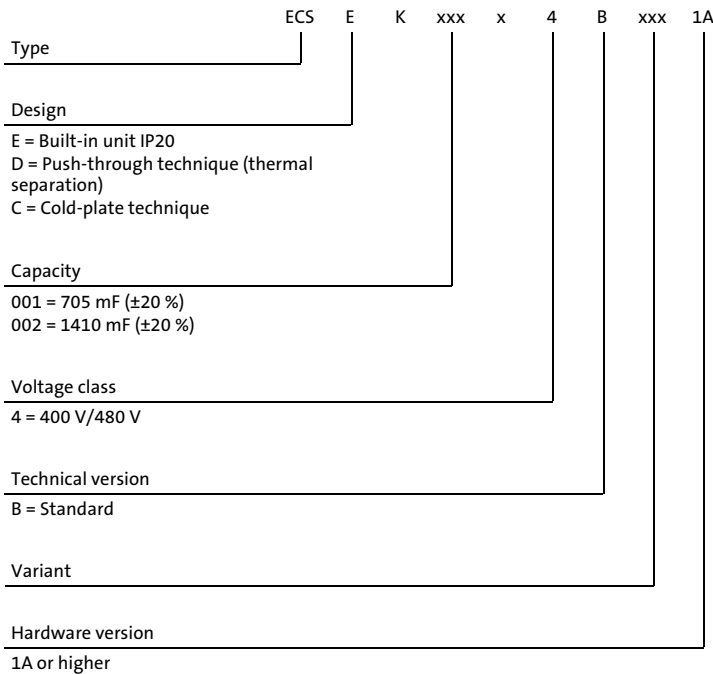 ECS E K xxx x 4 B xxx 1A
Type
Design
E = Built-in unit IP20
D = Push-through technique (thermal
separation)
C = Cold-plate technique
Capacity
001 = 705 mF (±20 %)
002 = 1410 mF (±20 %)
Voltage class
4 = 400 V/480 V
Technical version
B = Standard
Variant
Hardware version
1A or higher